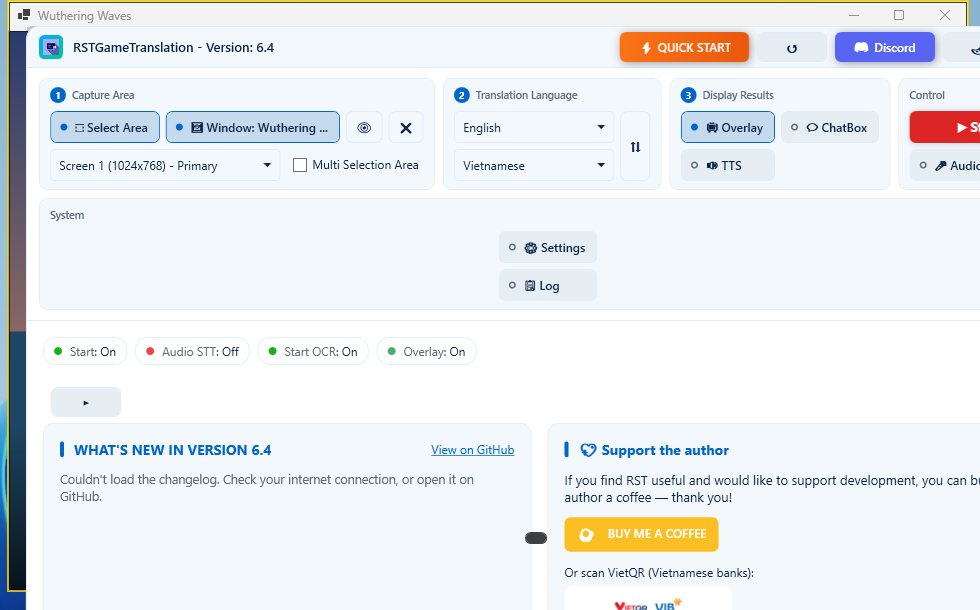 Wuthering Waves
RSTGameTranslation - Version: 6.4
QUICK START
Discord
1 Capture Area
Select Area
Window: Wuthering ...
Screen 1 (1024x768) - Primary
Multi Selection Area
2 Translation Language
English
Vietnamese
3 Display Results
Overlay
ChatBox
TTS
Control
Audio
System
Settings
Log
Start: On
Audio STT: Off
Start OCR: On
Overlay: On
WHAT'S NEW IN VERSION 6.4
View on GitHub
Couldn't load the changelog. Check your internet connection, or open it on
GitHub.
Support the author
If you find RST useful and would like to support development, you can
author a coffee — thank you!
BUY ME A COFFEE
Or scan VietQR (Vietnamese banks):
VIETQR VIB